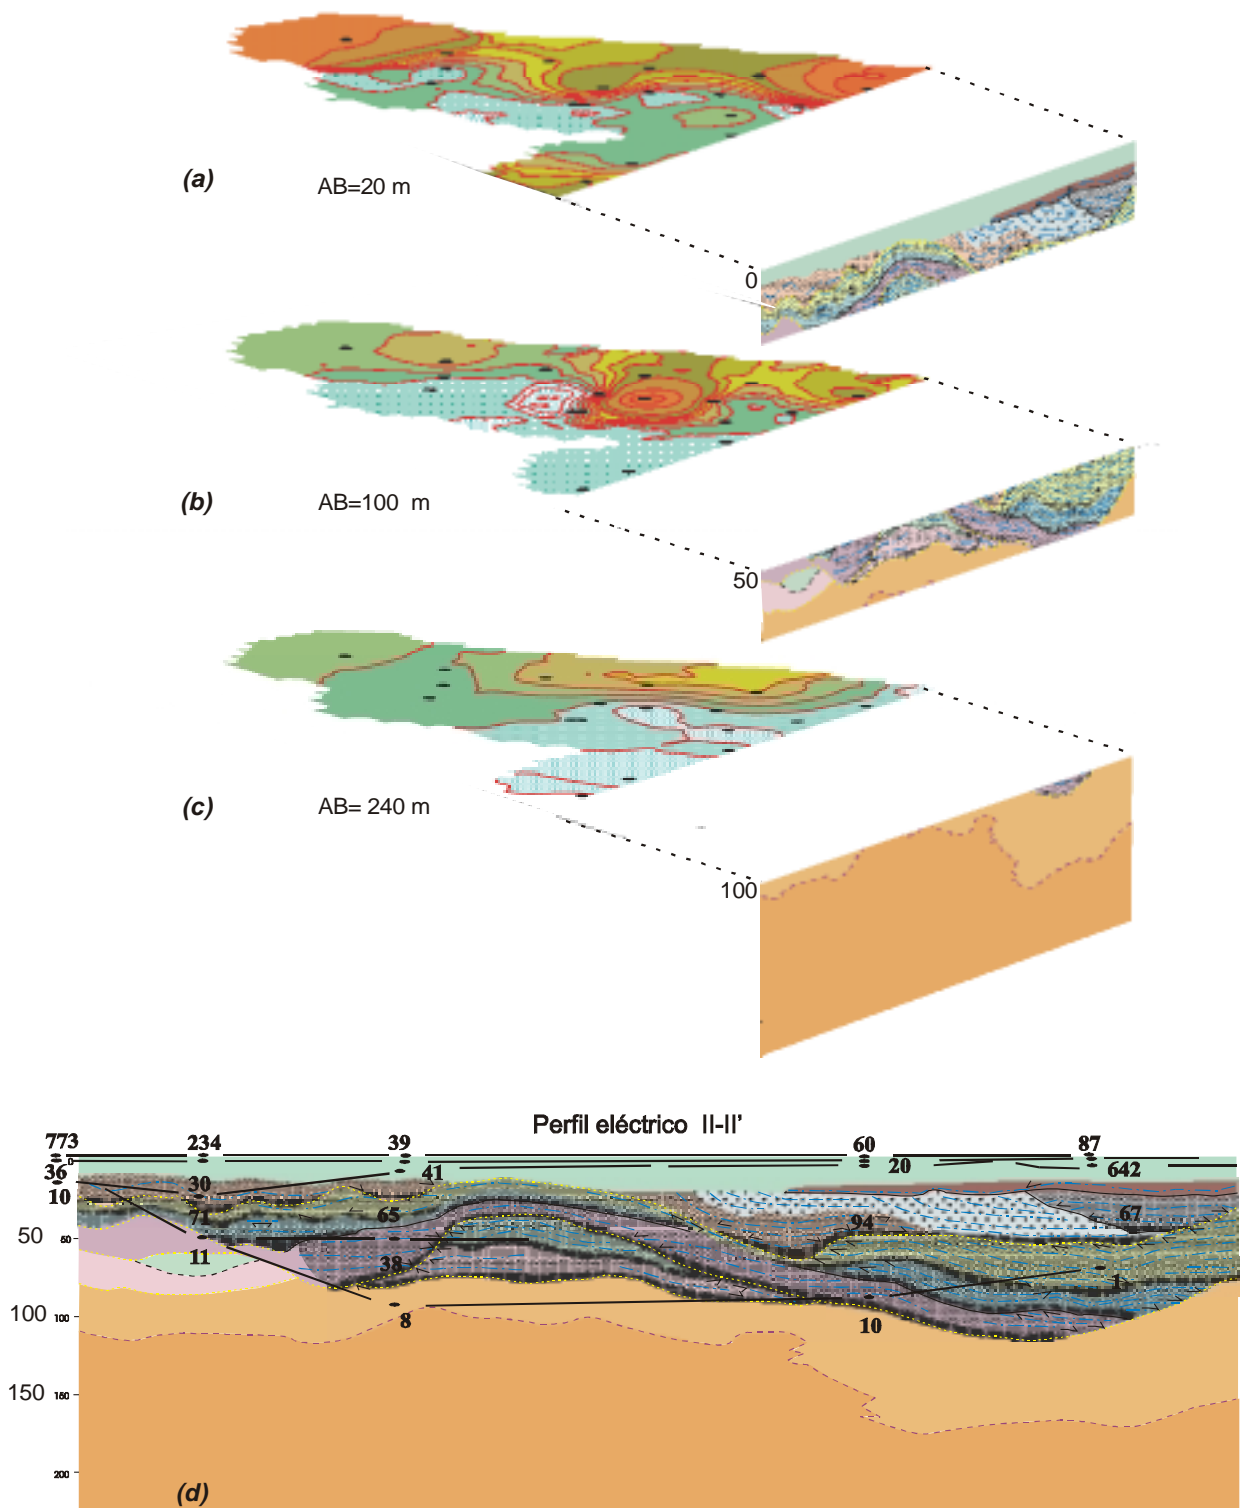 (a)
AB=20 m
0
(b)
AB=100 m
50
(c)
AB= 240 m
100
Perfil eléctrico II-II'
773 234 39 60 87
0
36 41 20 642
10 30
71 65 94 67
50 50
11 38 1
100 100
8 10
150 150
200
(d)